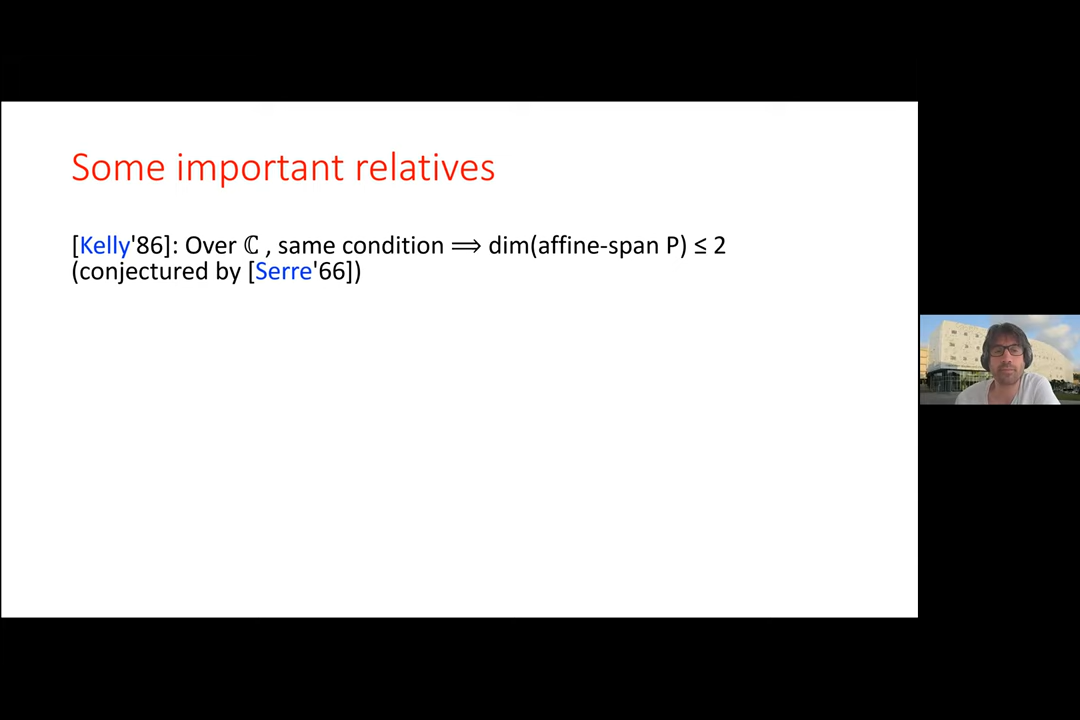 Some important relatives
[Kelly'86]: Over ℂ , same condition ⟹ dim(affine-span P) ≤ 2
(conjectured by [Serre'66])